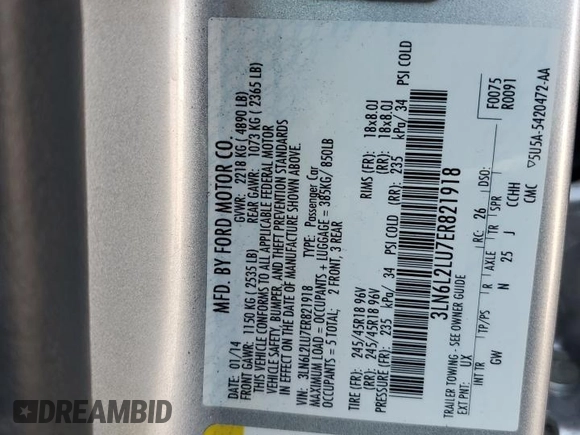 MFD. BY FORD MOTOR CO.
01/14 GVWR: 2218 KG ( 4890 LB)
FRONT GAWR: 1150 KG ( 2535 LB) REAR GAWR: 1073 KG ( 2365 LB)
THIS VEHICLE CONFORMS TO ALL APPLICABLE FEDERAL MOTOR
VEHICLE SAFETY, BUMPER, AND THEFT PREVENTION STANDARDS
IN EFFECT ON THE DATE OF MANUFACTURE SHOWN ABOVE.
VIN: 3LN6L2LU7ER821918 TYPE: Passenger Car
MAXIMUM LOAD = OCCUPANTS + LUGGAGE = 385KG/ 850LB
OCCUPANTS = 5 TOTAL: 2 FRONT, 3 REAR
TIRE (FR): 245/45R18 96V RIMS (FR): 18x8.0J
TIRE (RR): 245/45R18 96V (RR): 18x8.0J
PSI COLD (FR): 235 kPa/ 34 PSI COLD (RR): 235 kPa/ 34 PSI COLD
3LN6L2LU7ER821918
TRAILER TOWING - SEE OWNER GUIDE
F0075
R0091
EXT PNT: UX RC: 26 DSO:
INT TR TP/PS R AXLE TR SPR
GW N 25 J CCHH
CMC ▽5U5A-5420472-AA
DREAMBID